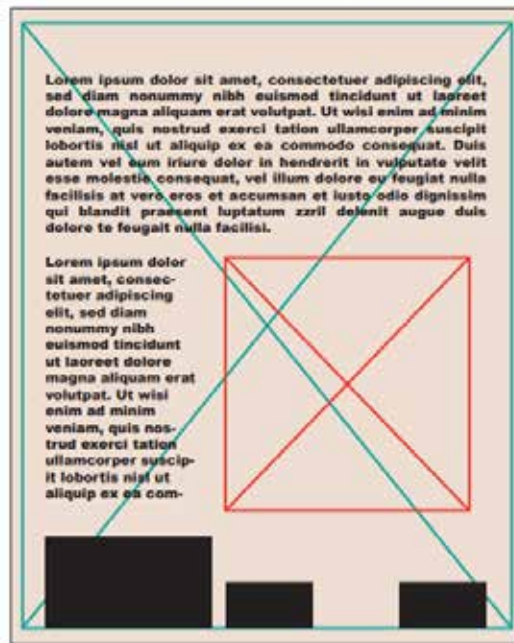 Lorem ipsum dolor sit amet, consectetuer adipiscing elit,
sed diam nonummy nibh euismod tincidunt ut laoreet
dolore magna aliquam erat volutpat. Ut wisi enim ad minim
veniam, quis nostrud exerci tation ullamcorper suscipit
lobortis nisl ut aliquip ex ea commodo consequat. Duis
autem vel eum iriure dolor in hendrerit in vulputate velit
esse molestie consequat, vel illum dolore eu feugiat nulla
facilisis at vero eros et accumsan et iusto odio dignissim
qui blandit praesent luptatum zzril delenit augue duis
dolore te feugait nulla facilisi.
Lorem ipsum dolor
sit amet, consec-
tetuer adipiscing
elit, sed diam
nonummy nibh
euismod tincidunt
ut laoreet dolore
magna aliquam erat
volutpat. Ut wisi
enim ad minim
veniam, quis nos-
trud exerci tation
ullamcorper suscip-
it lobortis nisl ut
aliquip ex ea com-